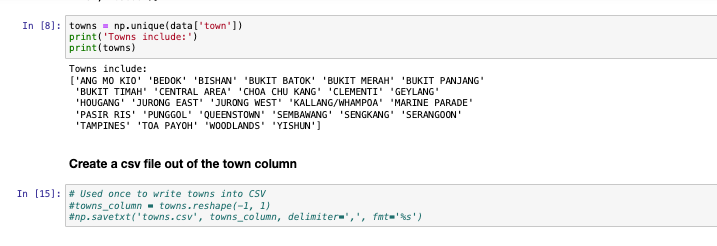 In [8]: towns = np.unique(data['town'])
print('Towns include:')
print(towns)
Towns include:
['ANG MO KIO' 'BEDOK' 'BISHAN' 'BUKIT BATOK' 'BUKIT MERAH' 'BUKIT PANJANG'
'BUKIT TIMAH' 'CENTRAL AREA' 'CHOA CHU KANG' 'CLEMENTI' 'GEYLANG'
'HOUGANG' 'JURONG EAST' 'JURONG WEST' 'KALLANG/WHAMPOA' 'MARINE PARADE'
'PASIR RIS' 'PUNGGOL' 'QUEENSTOWN' 'SEMBAWANG' 'SENGKANG' 'SERANGOON'
'TAMPINES' 'TOA PAYOH' 'WOODLANDS' 'YISHUN']
Create a csv file out of the town column
In [15]: # Used once to write towns into CSV
#towns_column = towns.reshape(-1, 1)
#np.savetxt('towns.csv', towns_column, delimiter=',', fmt='%s')